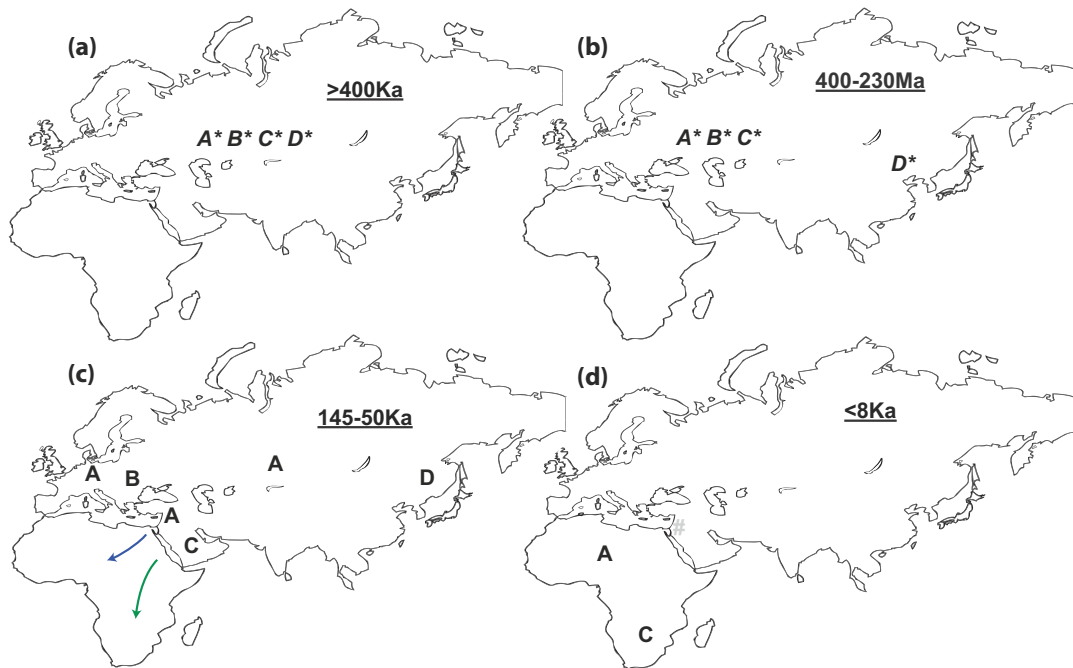 (a)
>400Ka
A* B* C* D*
(b)
400-230Ma
A* B* C*
D*
(c)
145-50Ka
A
A
B
D
A
C
(d)
<8Ka
#
A
C